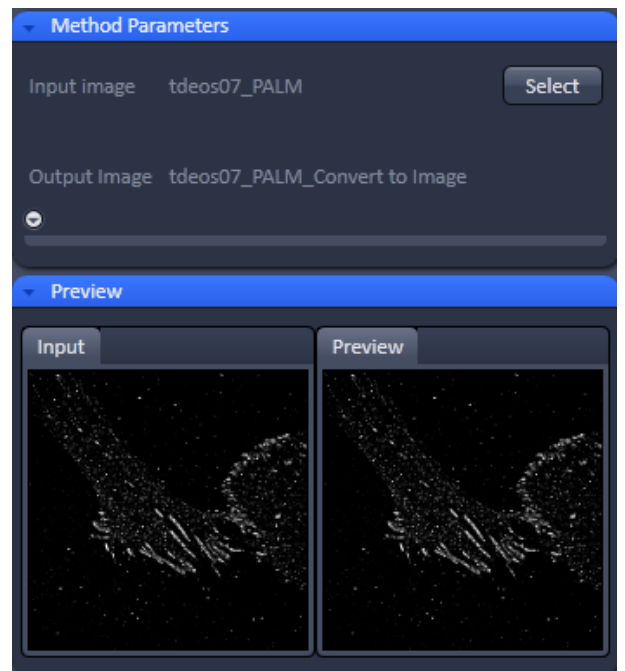 Method Parameters
Input image tdeos07_PALM Select
Output Image tdeos07_PALM_Convert to Image
Preview
Input Preview